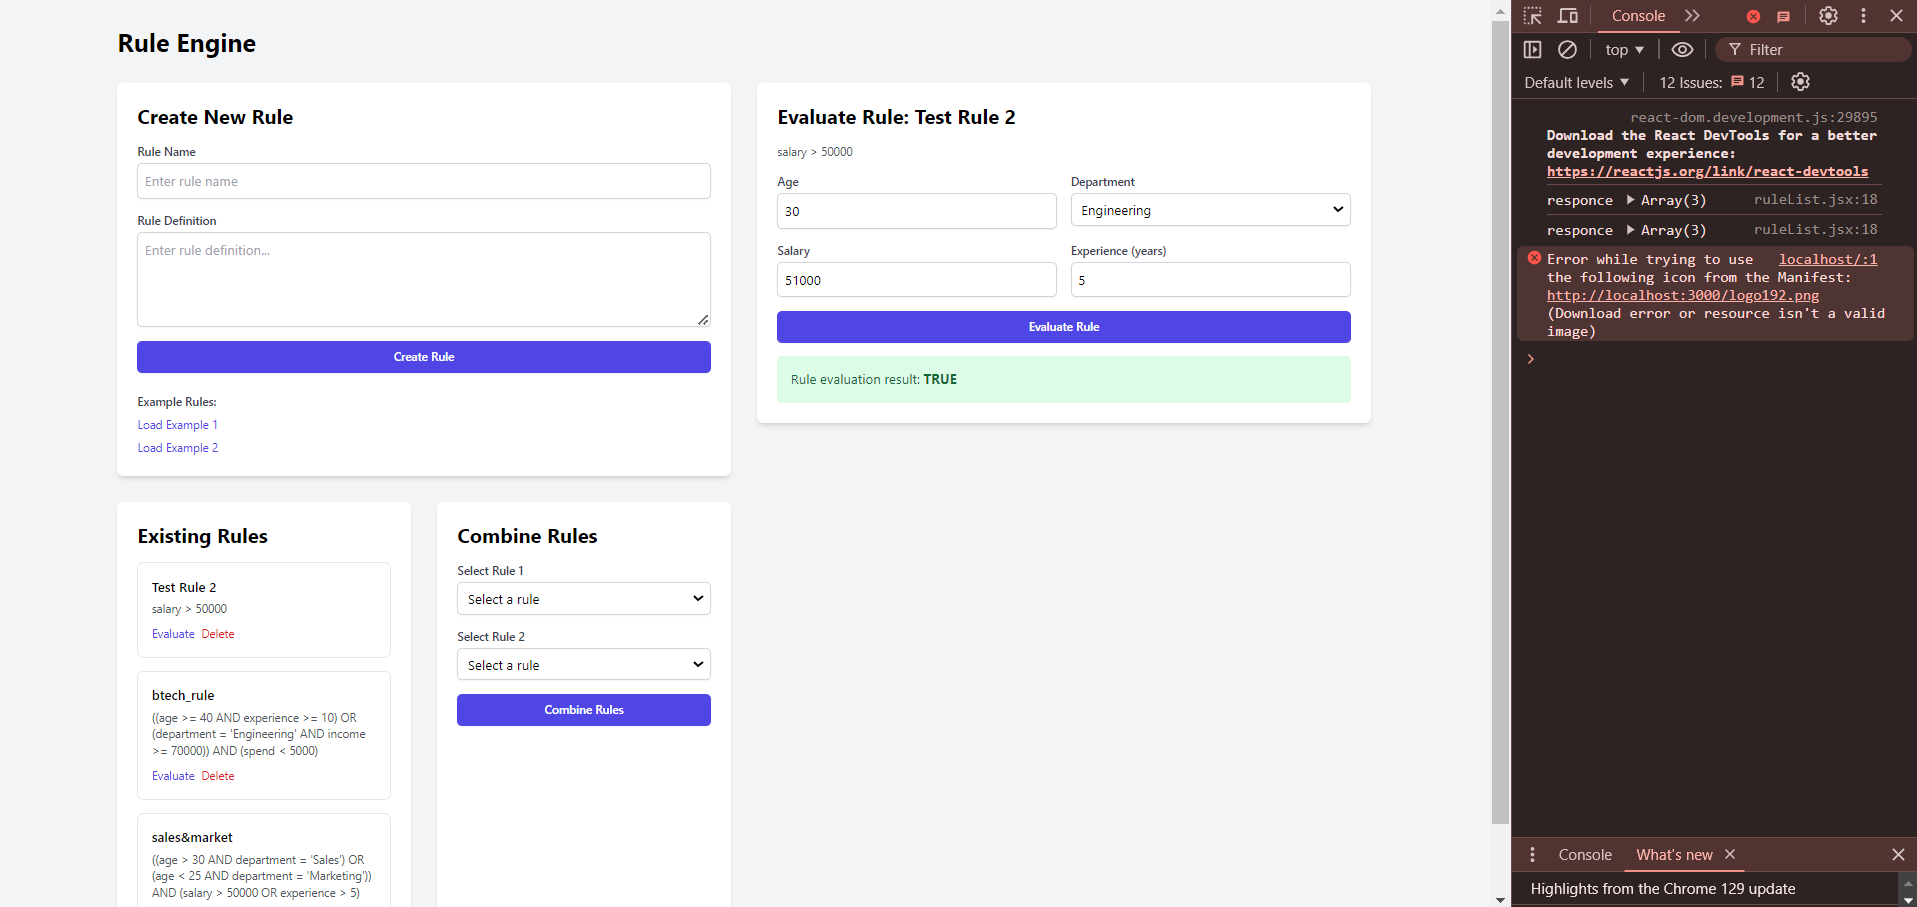 Rule Engine
Create New Rule
Rule Name
Enter rule name
Rule Definition
Enter rule definition...
Create Rule
Example Rules:
Load Example 1
Load Example 2
Evaluate Rule: Test Rule 2
salary > 50000
Age
Department
30
Engineering
Salary
Experience (years)
51000
5
Evaluate Rule
Rule evaluation result: TRUE
Existing Rules
Test Rule 2
salary > 50000
Evaluate Delete
btech_rule
((age >= 40 AND experience >= 10) OR
(department = 'Engineering' AND income
>= 70000)) AND (spend < 5000)
Evaluate Delete
sales&market
((age > 30 AND department = 'Sales') OR
(age < 25 AND department = 'Marketing'))
AND (salary > 50000 OR experience > 5)
Combine Rules
Select Rule 1
Select a rule
Select Rule 2
Select a rule
Combine Rules
Console
top
Filter
Default levels
12 Issues: 12
react-dom.development.js:29895
Download the React DevTools for a better
development experience:
https://reactjs.org/link/react-devtools
responce Array(3) ruleList.jsx:18
responce Array(3) ruleList.jsx:18
Error while trying to use localhost/:1
the following icon from the Manifest:
http://localhost:3000/logo192.png
(Download error or resource isn't a valid
image)
Console What's new
Highlights from the Chrome 129 update